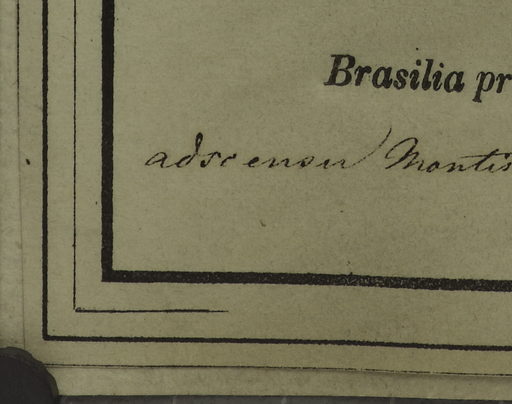 Brasilia pr
adscensu Montis